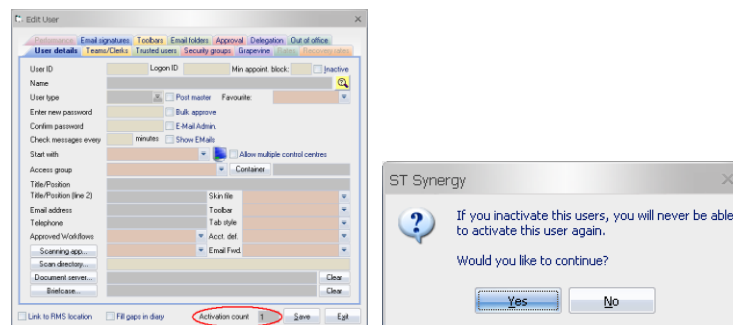 Edit User
Performance Email signatures Toolbars Email folders Approval Delegation Out of office
User details Teams/Clerks Trusted users Security groups Grapevine Rates Recovery rates
User ID Logon ID Min appoint. block: Inactive
Name
User type Post master Favourite:
Enter new password Bulk approve
Confirm password E-Mail Admin.
Check messages every minutes Show EMails
Start with Allow multiple control centres
Access group Container
Title/Position
Title/Position (line 2) Skin file
Email address Toolbar
Telephone Tab style
Approved Workflows Acct. def.
Scanning app... Email Fwd.
Scan directory...
Document server... Clear
Briefcase... Clear
Link to RMS location Fill gaps in diary Activation count 1 Save Exit
ST Synergy
If you inactivate this users, you will never be able
to activate this user again.
Would you like to continue?
Yes No